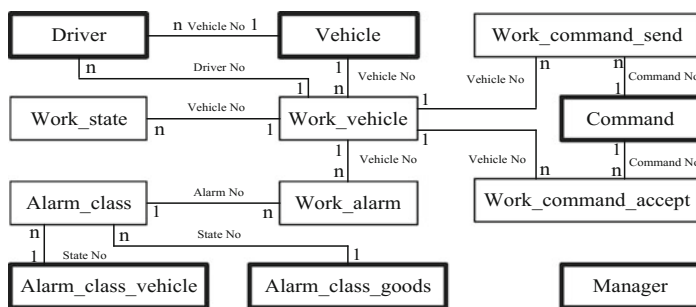 Driver
n Vehicle No 1
Vehicle
Work_command_send
n
Driver No
1
Vehicle No
n
1
Vehicle No
n
n
Command No
1
Work_state
Vehicle No
n
1
Work_vehicle
1
1
Command
1
Vehicle No
n
Vehicle No
n
1
Command No
n
Alarm_class
Alarm No
1
n
Work_alarm
Work_command_accept
n
State No
1
n
State No
1
Alarm_class_vehicle
Alarm_class_goods
Manager